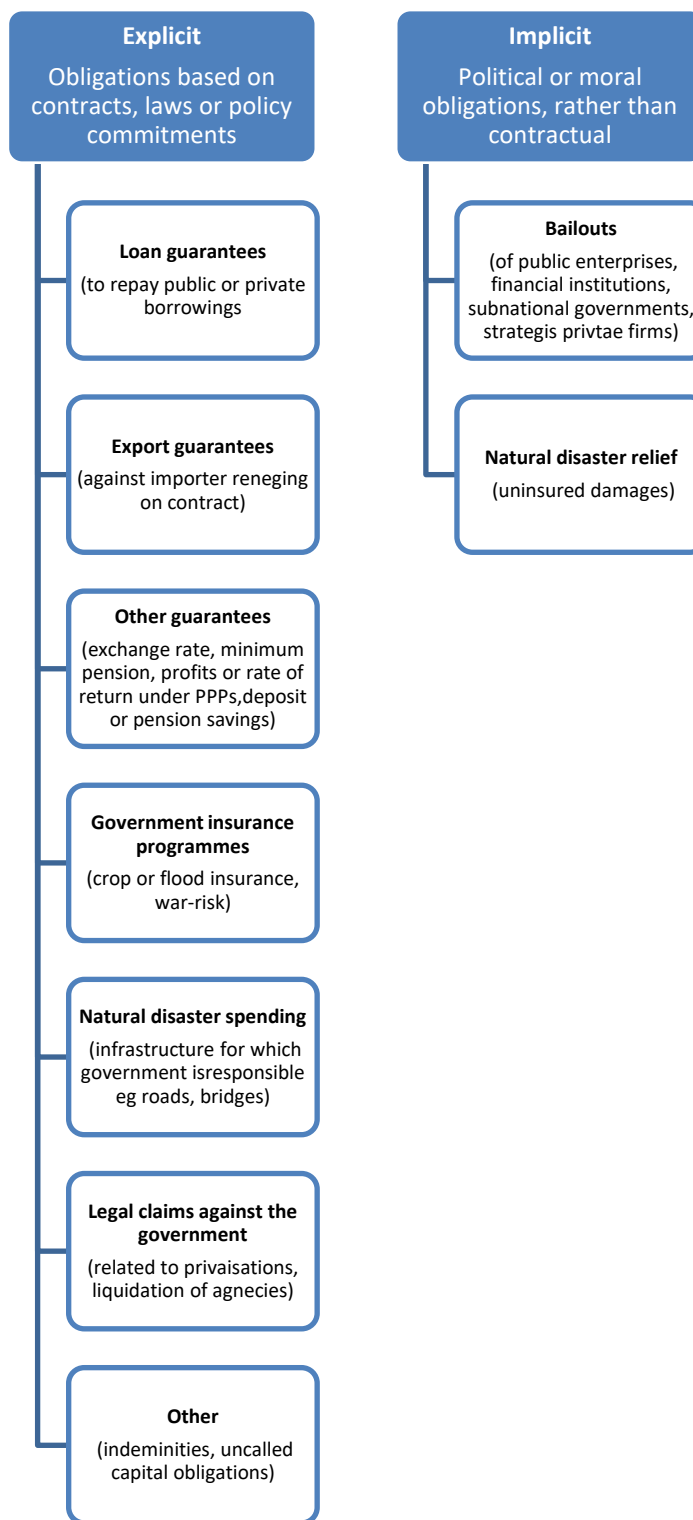 Explicit
Obligations based on
contracts, laws or policy
commitments
Loan guarantees
(to repay public or private
borrowings
Export guarantees
(against importer reneging
on contract)
Other guarantees
(exchange rate, minimum
pension, profits or rate of
return under PPPs,deposit
or pension savings)
Government insurance
programmes
(crop or flood insurance,
war-risk)
Natural disaster spending
(infrastructure for which
government isresponsible
eg roads, bridges)
Legal claims against the
government
(related to privaisations,
liquidation of agnecies)
Other
(indeminities, uncalled
capital obligations)
Implicit
Political or moral
obligations, rather than
contractual
Bailouts
(of public enterprises,
financial institutions,
subnational governments,
strategis privtae firms)
Natural disaster relief
(uninsured damages)